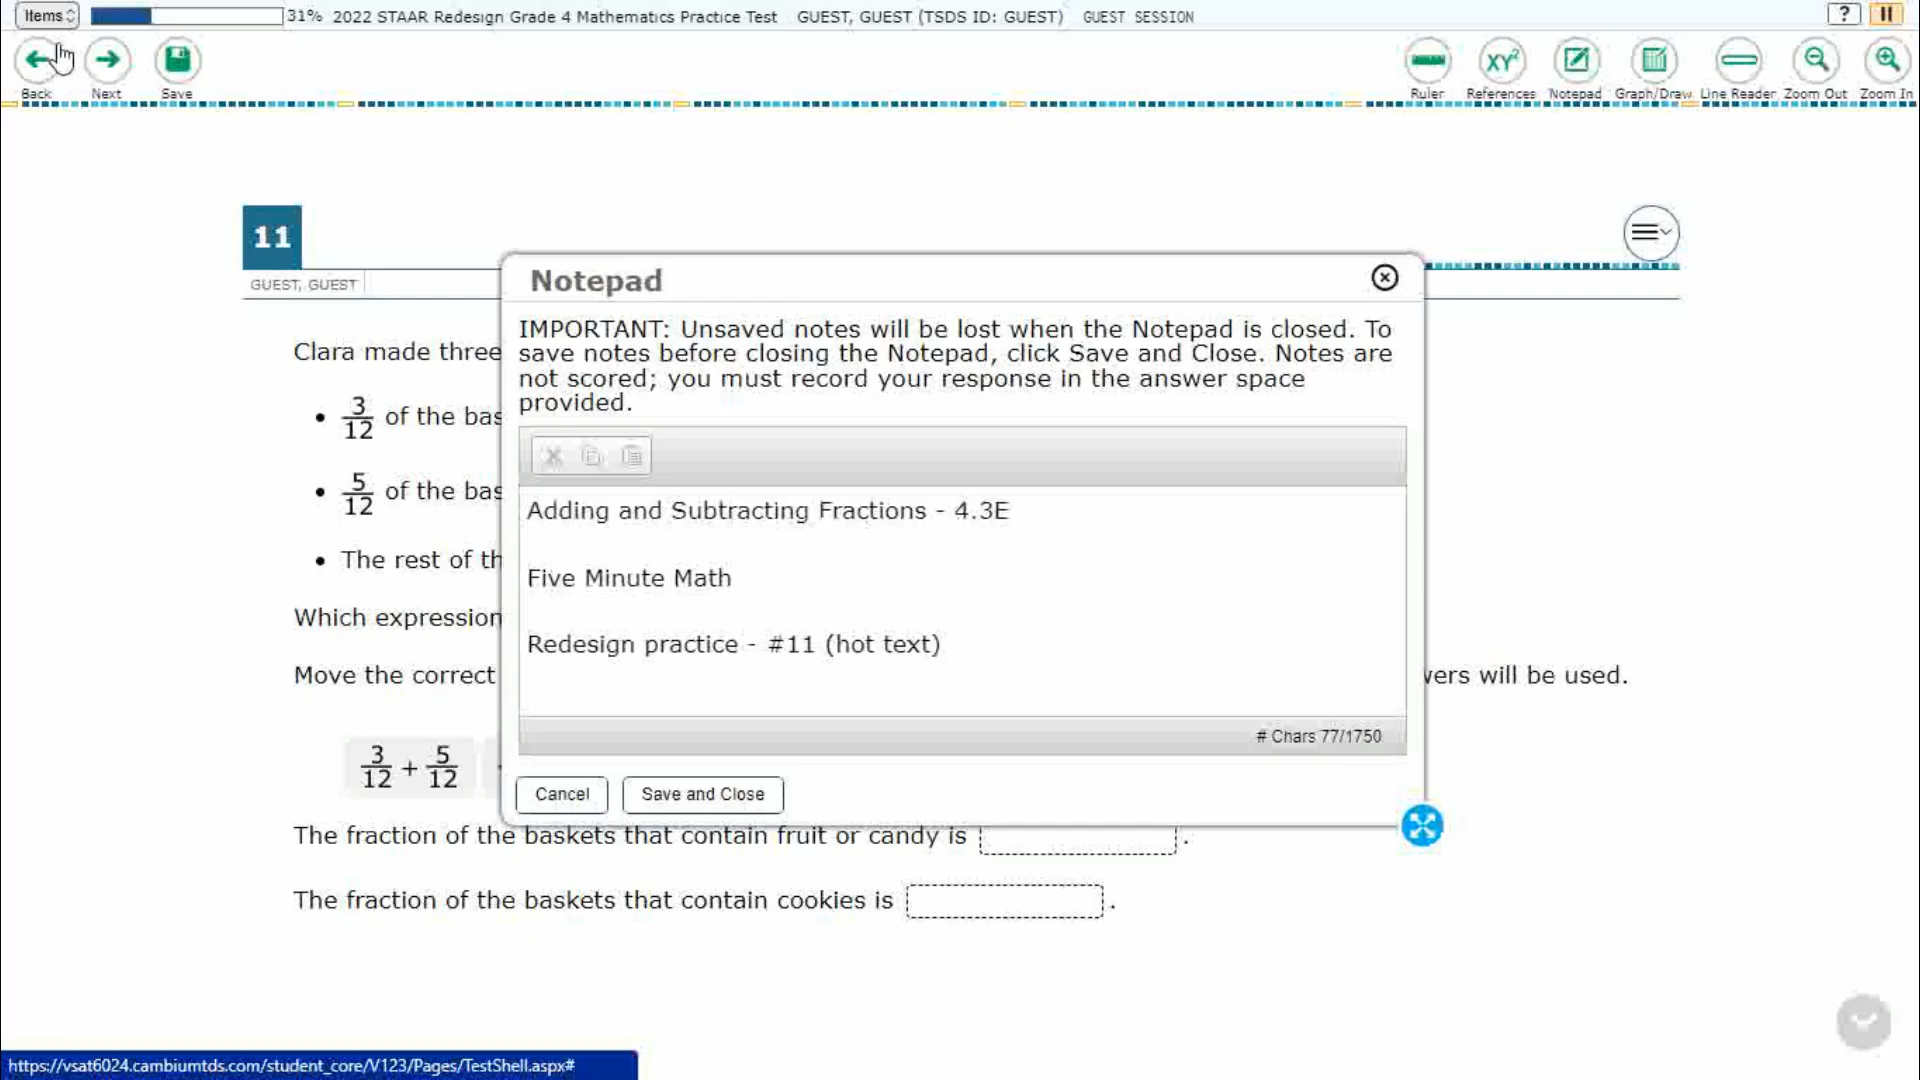 Items 31% 2022 STAAR Redesign Grade 4 Mathematics Practice Test GUEST, GUEST (TSDS ID: GUEST) GUEST SESSION ?
Back Next Save Ruler References Notepad Graph/Draw Line Reader Zoom Out Zoom In
XY²
11
GUEST, GUEST
Notepad
IMPORTANT: Unsaved notes will be lost when the Notepad is closed. To
save notes before closing the Notepad, click Save and Close. Notes are
not scored; you must record your response in the answer space
provided.
Clara made three
3/12 of the bas
5/12 of the bas
The rest of th
Which expression
Move the correct
Adding and Subtracting Fractions - 4.3E
Five Minute Math
Redesign practice - #11 (hot text)
wers will be used.
# Chars 77/1750
Cancel Save and Close
3/12 + 5/12
The fraction of the baskets that contain fruit or candy is .
The fraction of the baskets that contain cookies is .
https://vsat6024.cambiumtds.com/student_core/V123/Pages/TestShell.aspx#